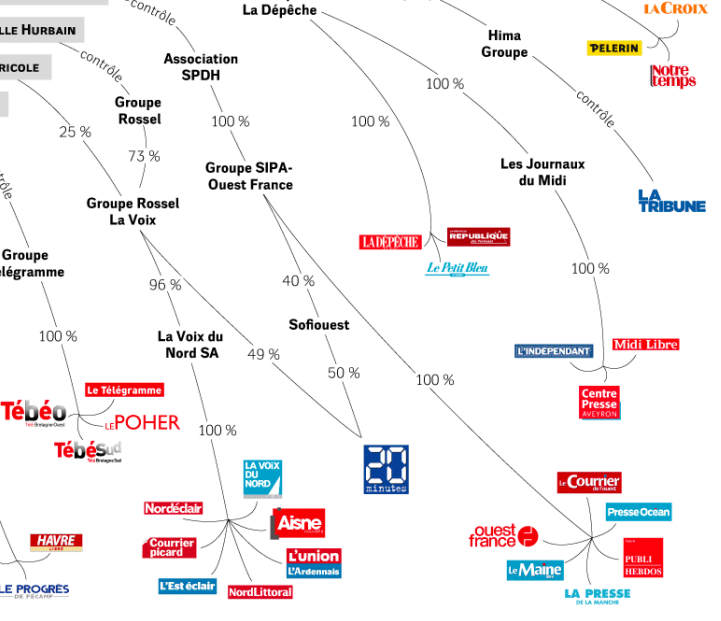 contrôle
La Dépêche
LA CROIX
LLE HURBAIN
Hima
Groupe
PELERIN
Association
SPDH
contrôle
RICOLE
Notre
temps
100 %
Groupe
Rossel
contrôle
25 %
100 %
100 %
73 %
Groupe SIPA-
Ouest France
Les Journaux
du Midi
trôle
Groupe Rossel
La Voix
LA
TRIBUNE
LA DÉPÊCHE
RÉPUBLIQUE
Groupe
élégramme
Le Petit Bleu
100 %
96 %
40 %
Sofiouest
100 %
La Voix du
Nord SA
49 %
L'INDEPENDANT
Midi Libre
50 %
100 %
Le Télégramme
Centre
Presse
AVEYRON
Tébéo
LE POHER
100 %
TébéSud
20
minutes
LA VOIX
DU
NORD
Le Courrier
de l'ouest
Nordéclair
Presse Océan
Aisne
ouest
france
HAVRE
LIBRE
Courrier
picard
L'union
L'Ardennais
PUBLI
HEBDOS
Le Maine
L'Est éclair
NordLittoral
LE PROGRÈS
DE FÉCAMP
LA PRESSE
DE LA MANCHE